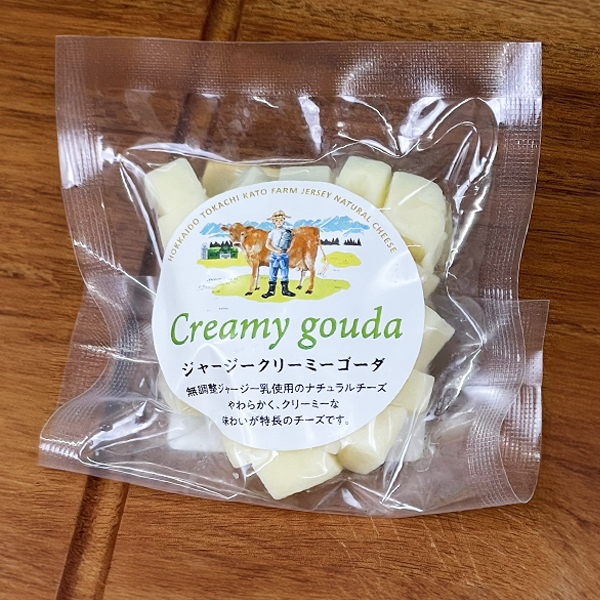 HOKKAIDO TOKACHI KATO FARM JERSEY NATURAL CHEESE
Creamy gouda
ジャージークリーミーゴーダ
無調整ジャージー乳使用のナチュラルチーズ
やわらかく、クリーミーな
味わいが特長のチーズです。